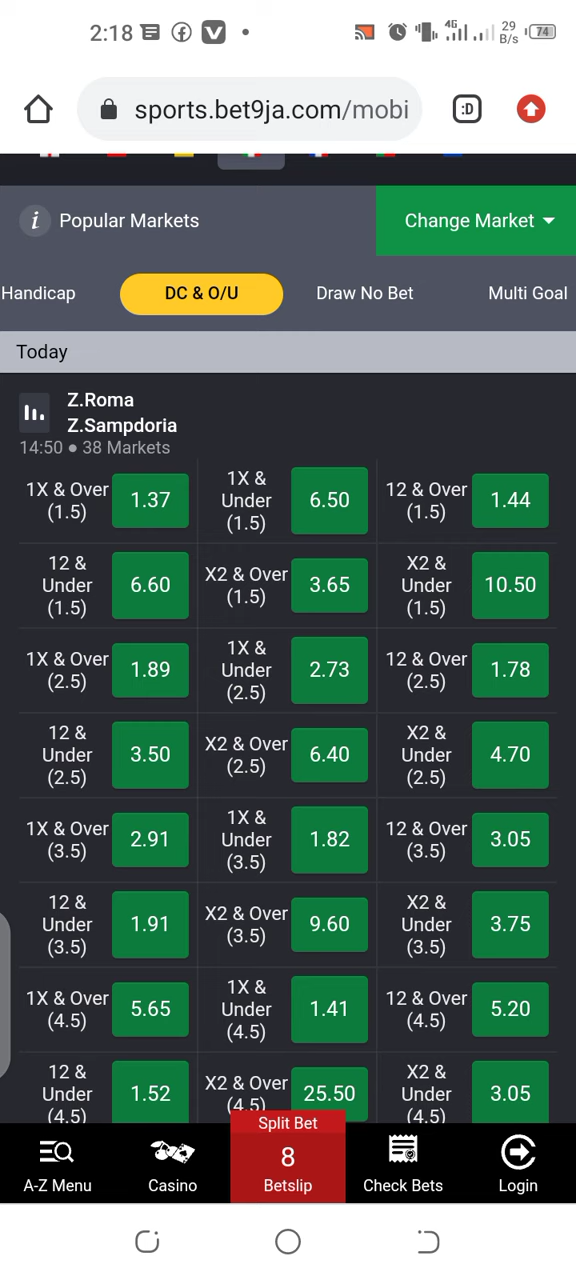 2:18
4G
29
B/s
74
sports.bet9ja.com/mobi
:D
i Popular Markets
Change Market
Handicap
DC & O/U
Draw No Bet
Multi Goal
Today
Z.Roma
Z.Sampdoria
14:50 ● 38 Markets
1X & Over
(1.5)
1.37
1X &
Under
(1.5)
6.50
12 & Over
(1.5)
1.44
12 &
Under
(1.5)
6.60
X2 & Over
(1.5)
3.65
X2 &
Under
(1.5)
10.50
1X & Over
(2.5)
1.89
1X &
Under
(2.5)
2.73
12 & Over
(2.5)
1.78
12 &
Under
(2.5)
3.50
X2 & Over
(2.5)
6.40
X2 &
Under
(2.5)
4.70
1X & Over
(3.5)
2.91
1X &
Under
(3.5)
1.82
12 & Over
(3.5)
3.05
12 &
Under
(3.5)
1.91
X2 & Over
(3.5)
9.60
X2 &
Under
(3.5)
3.75
1X & Over
(4.5)
5.65
1X &
Under
(4.5)
1.41
12 & Over
(4.5)
5.20
12 &
Under
(4.5)
1.52
X2 & Over
(4.5)
25.50
X2 &
Under
(4.5)
3.05
A-Z Menu
Casino
Split Bet
8
Betslip
Check Bets
Login